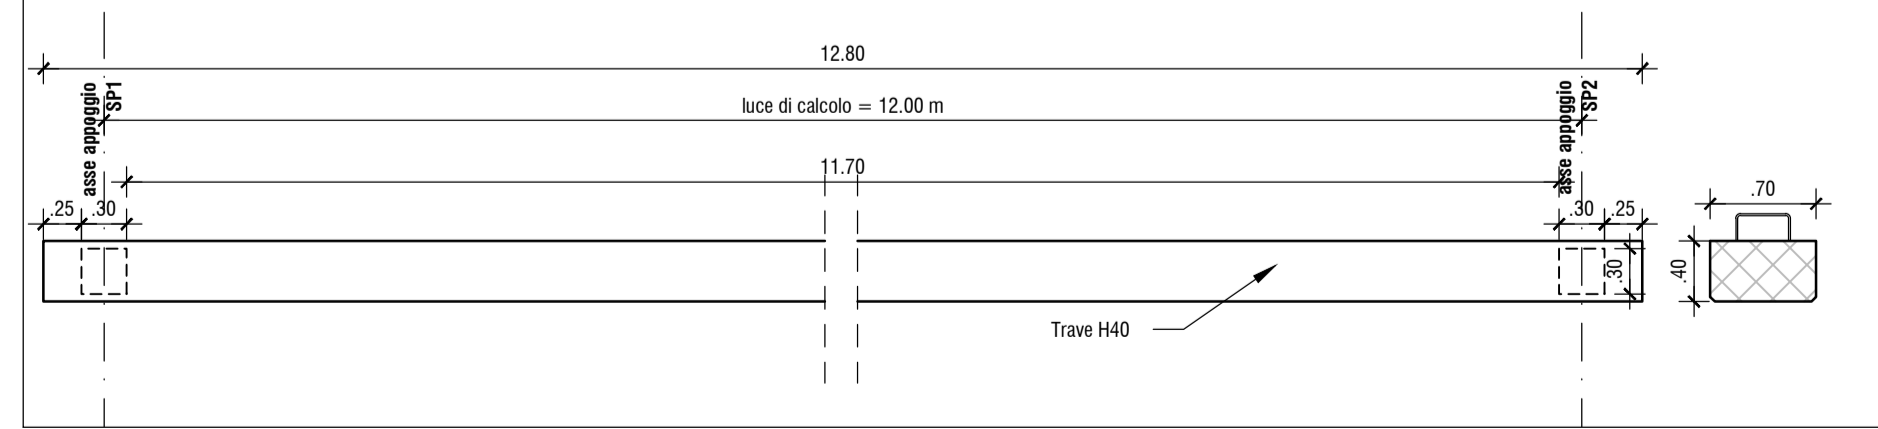 12.80
asse appoggio
SP1
luce di calcolo = 12.00 m
asse appoggio
SP2
11.70
.25
.30
.30
.25
.70
.30
.40
Trave H40